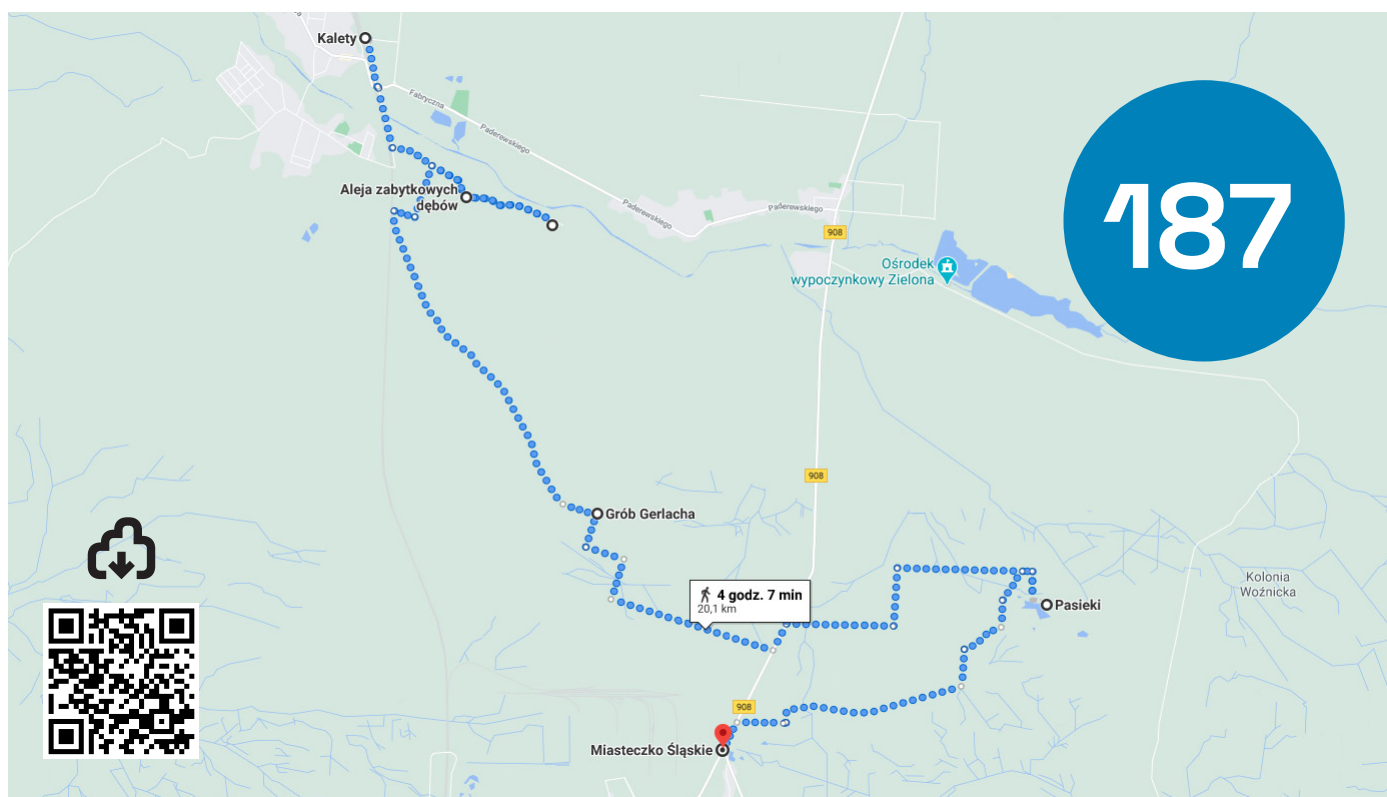 Kalety
Fabryczna
Paderewskiego
187
Aleja zabytkowych
dębów
Paderewskiego
Paderewskiego
908
Ośrodek
wypoczynkowy Zielona
908
Grób Gerlacha
4 godz. 7 min
20,1 km
Kolonia
Woźnicka
Pasieki
908
Miasteczko Śląskie